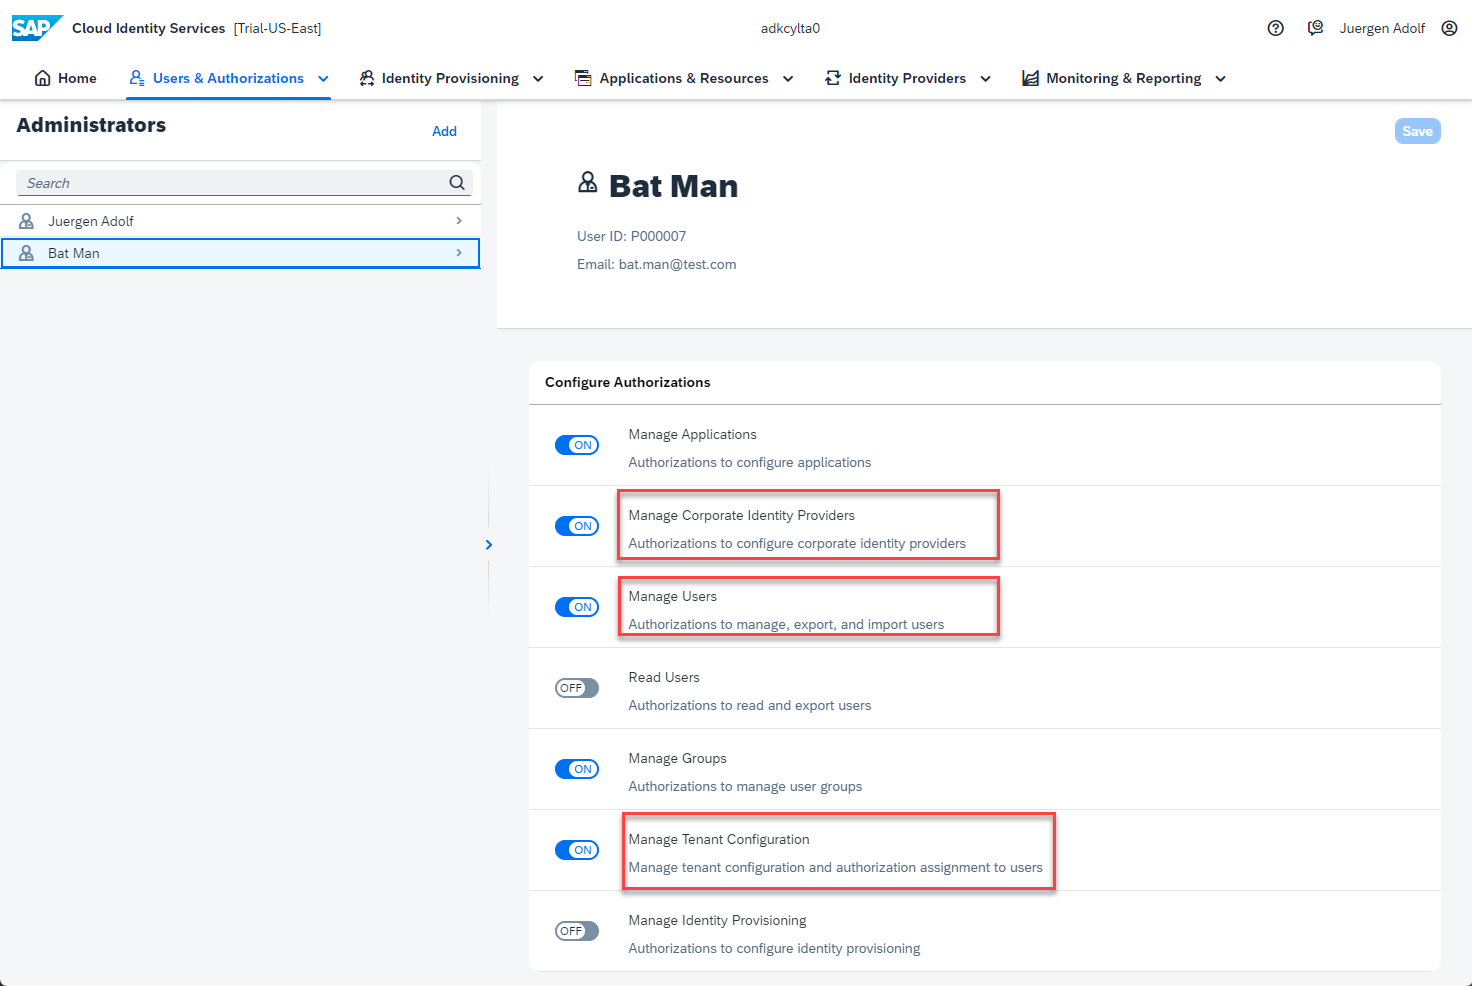 SAP Cloud Identity Services [Trial-US-East] adkcylta0 Juergen Adolf
Home Users & Authorizations Identity Provisioning Applications & Resources Identity Providers Monitoring & Reporting
Administrators
Add
Search
Juergen Adolf
Bat Man
Save
Bat Man
User ID: P000007
Email: bat.man@test.com
Configure Authorizations
ON
Manage Applications
Authorizations to configure applications
ON
Manage Corporate Identity Providers
Authorizations to configure corporate identity providers
ON
Manage Users
Authorizations to manage, export, and import users
OFF
Read Users
Authorizations to read and export users
ON
Manage Groups
Authorizations to manage user groups
ON
Manage Tenant Configuration
Manage tenant configuration and authorization assignment to users
OFF
Manage Identity Provisioning
Authorizations to configure identity provisioning